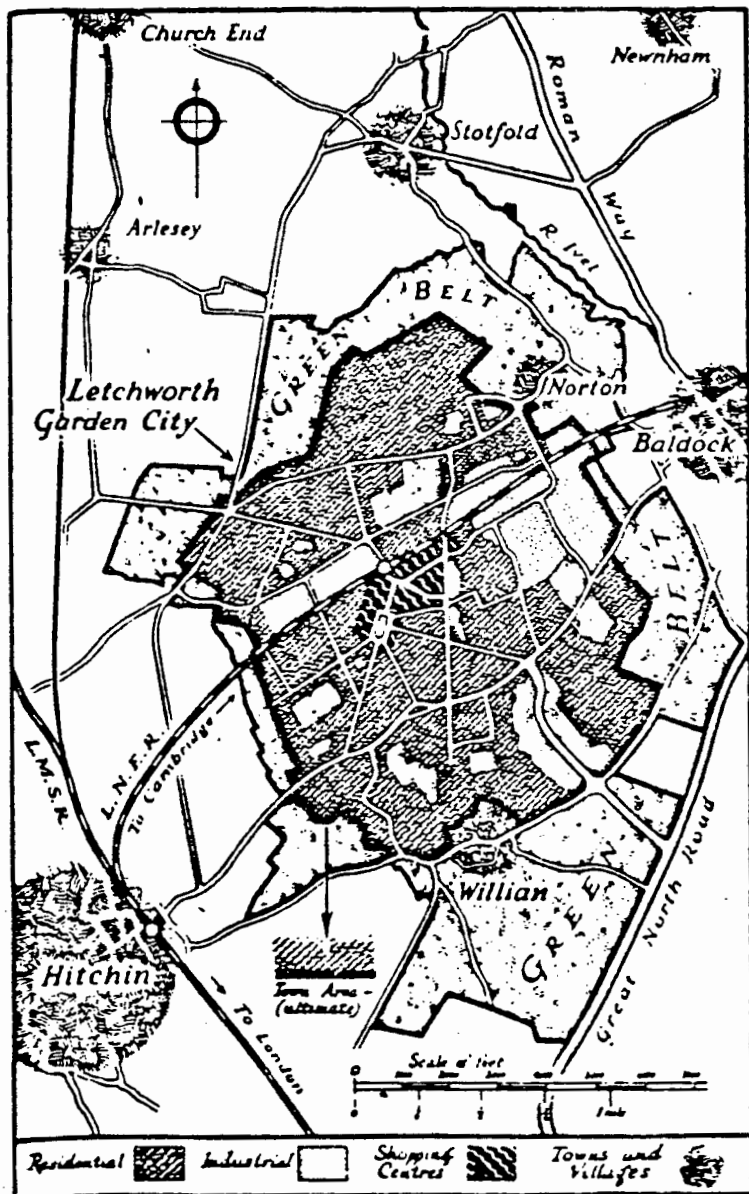 Church End
Newnham
Roman Way
Stotfold
Arlesey
R. Ivel
GREEN BELT
Letchworth
Garden City
Norton
Baldock
BELT
L.M.S.R.
L.N.E.R.
To Cambridge
Great North Road
GREEN
Willian
Hitchin
Town Area-
(ultimate)
To London
Scale of feet
0
0
1 mile
Residential
Industrial
Shopping
Centres
Towns and
Villages